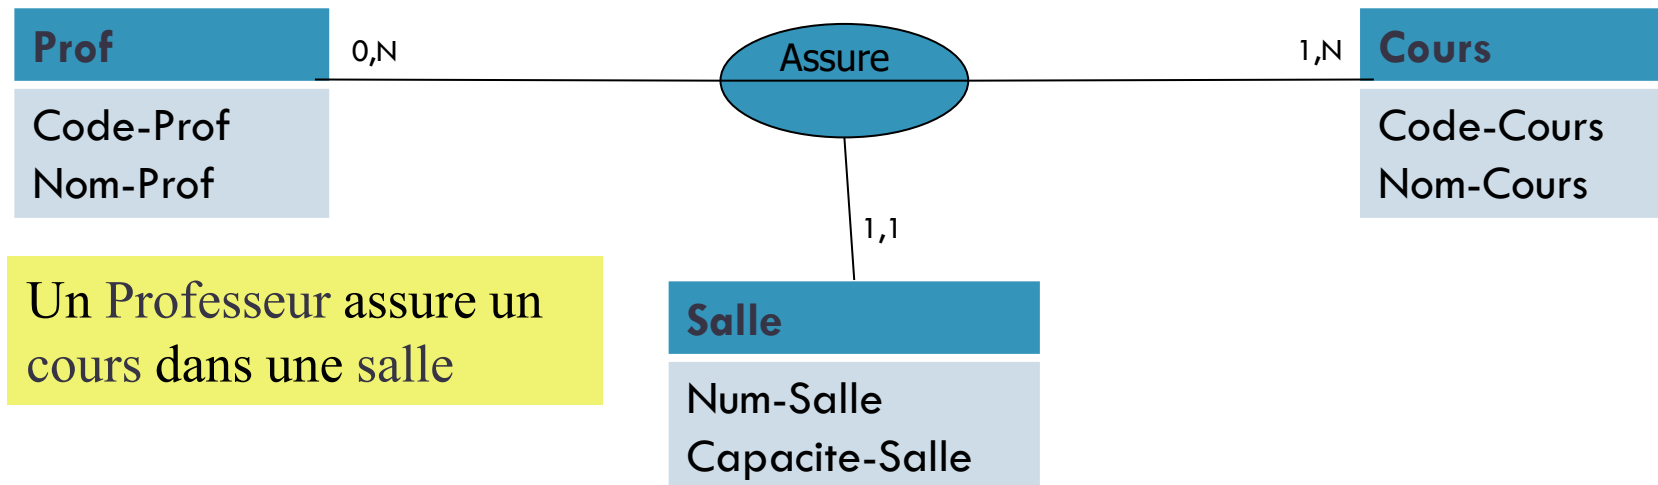 Prof
0,N
Assure
1,N
Cours
Code-Prof
Nom-Prof
Code-Cours
Nom-Cours
1,1
Un Professeur assure un
cours dans une salle
Salle
Num-Salle
Capacite-Salle